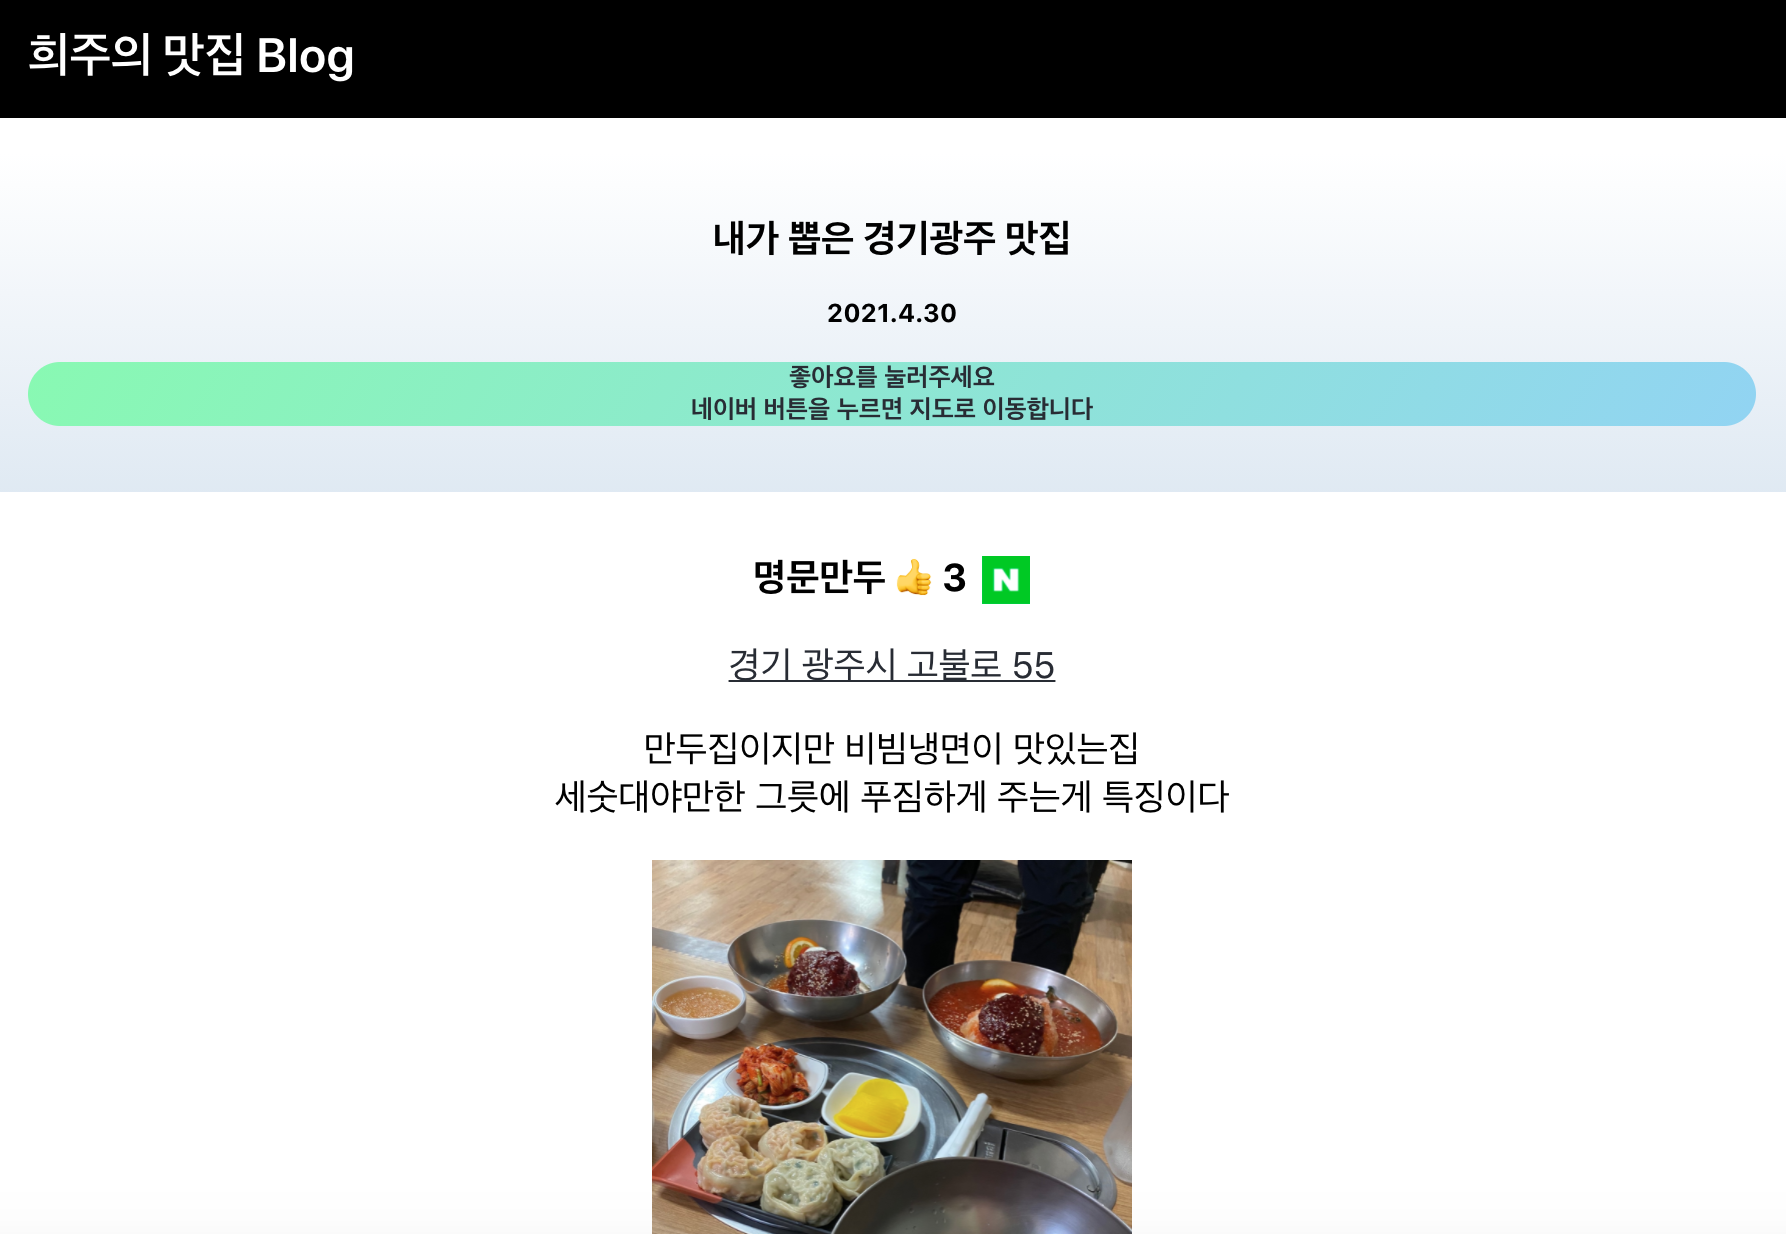 희주의 맛집 Blog
내가 뽑은 경기광주 맛집
2021.4.30
좋아요를 눌러주세요
네이버 버튼을 누르면 지도로 이동합니다
명문만두 👍 3 N
경기 광주시 고불로 55
만두집이지만 비빔냉면이 맛있는집
세숫대야만한 그릇에 푸짐하게 주는게 특징이다